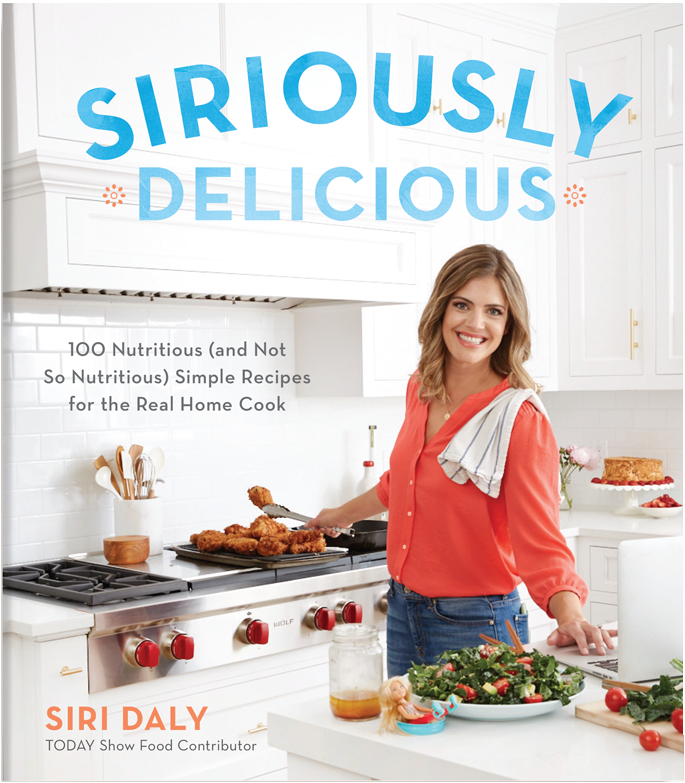 SIRIOUSLY
DELICIOUS
100 Nutritious (and Not
So Nutritious) Simple Recipes
for the Real Home Cook
WOLF
SIRI DALY
TODAY Show Food Contributor